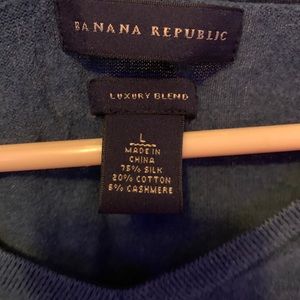 BANANA REPUBLIC
LUXURY BLEND
L
MADE IN
CHINA
75% SILK
20% COTTON
5% CASHMERE